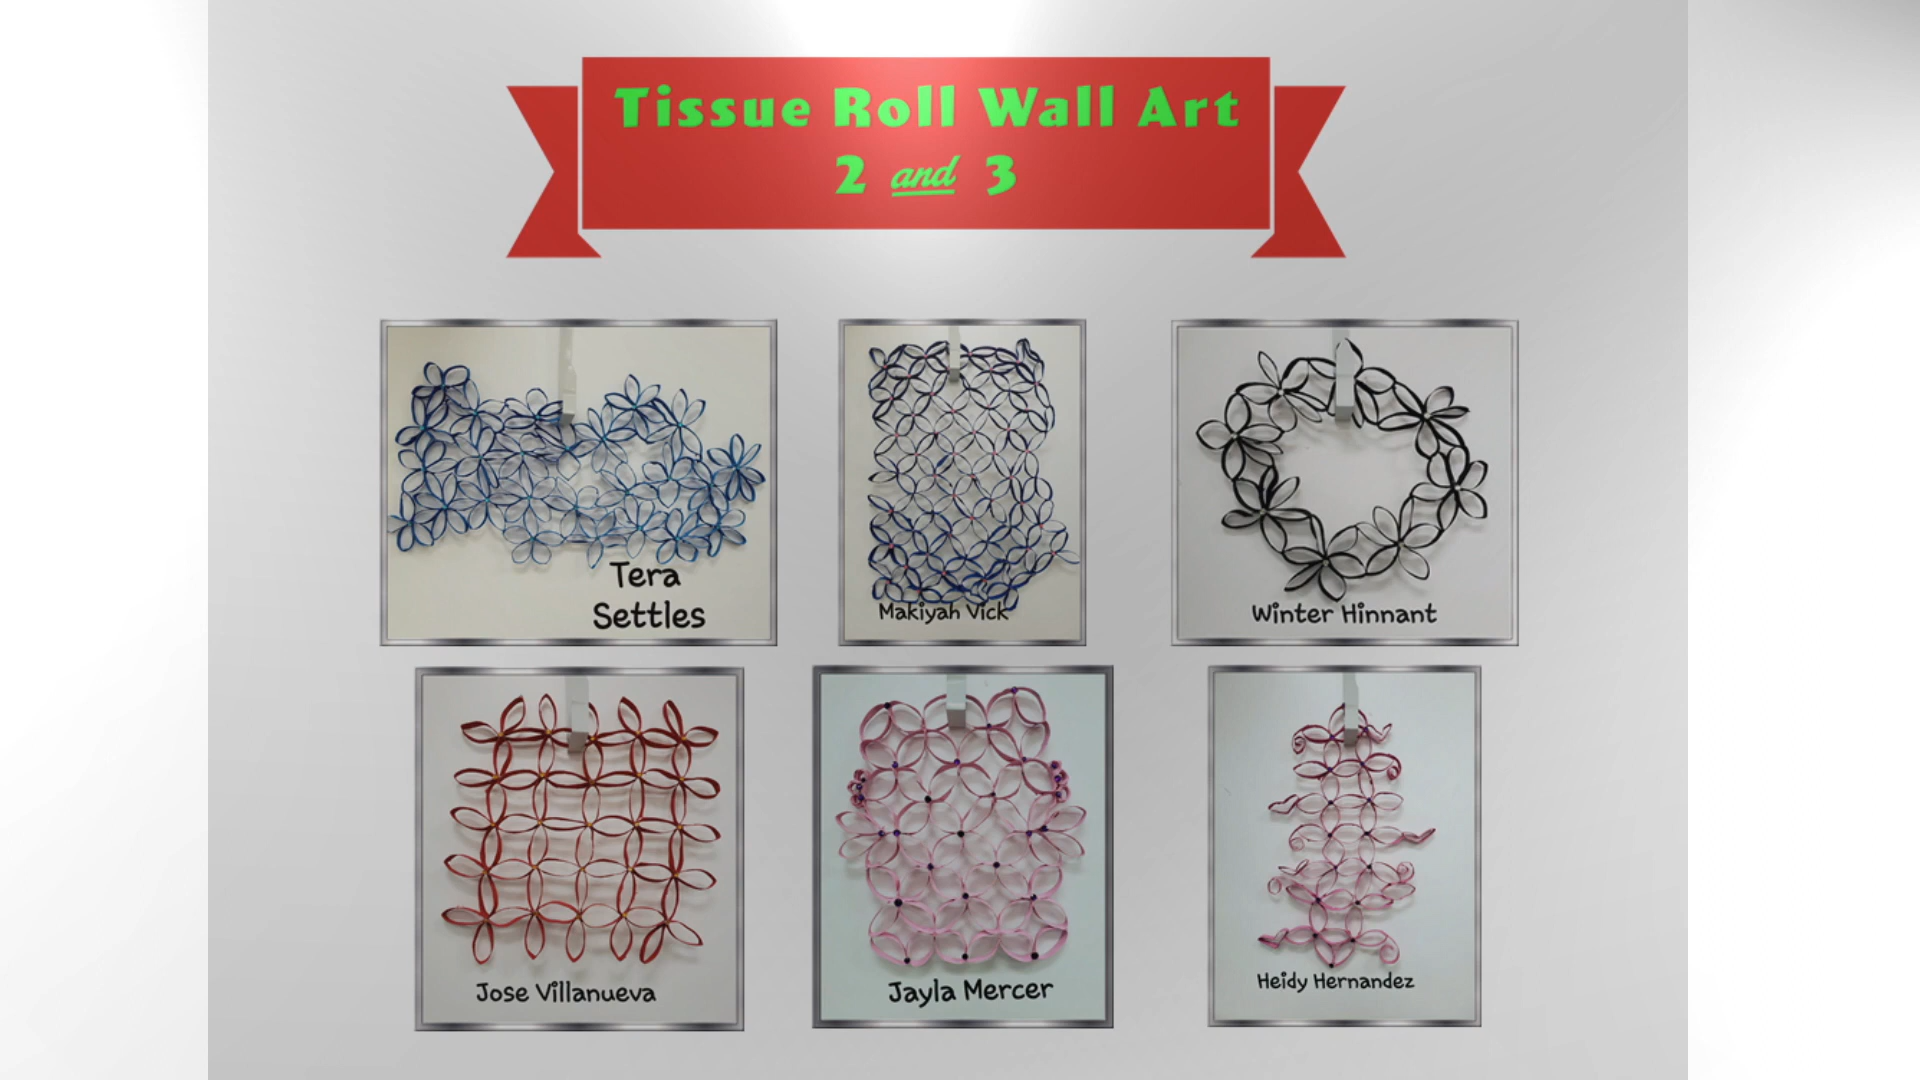 Tissue Roll Wall Art
2 and 3
Tera
Settles
Makiyah Vick
Winter Hinnant
Jose Villanueva
Jayla Mercer
Heidy Hernandez